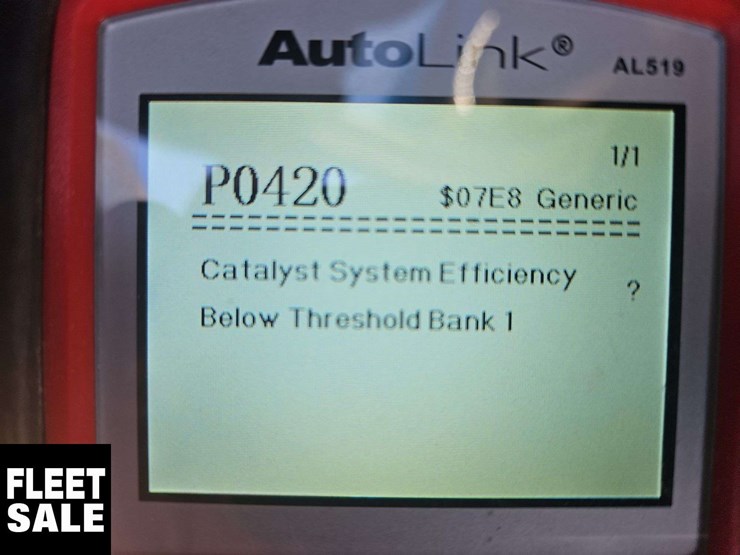 AutoLink® AL519
1/1
P0420 $07E8 Generic
==============================
Catalyst System Efficiency
?
Below Threshold Bank 1
FLEET
SALE